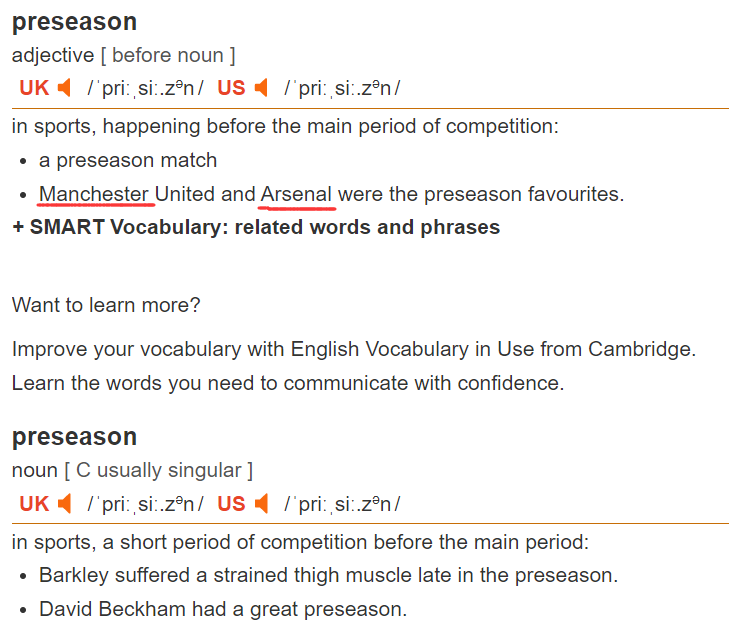 preseason
adjective [ before noun ]
UK /ˈpriːˌsiː.zᵊn/ US /ˈpriːˌsiː.zᵊn/
in sports, happening before the main period of competition:
• a preseason match
• Manchester United and Arsenal were the preseason favourites.
+ SMART Vocabulary: related words and phrases
Want to learn more?
Improve your vocabulary with English Vocabulary in Use from Cambridge.
Learn the words you need to communicate with confidence.
preseason
noun [ C usually singular ]
UK /ˈpriːˌsiː.zᵊn/ US /ˈpriːˌsiː.zᵊn/
in sports, a short period of competition before the main period:
• Barkley suffered a strained thigh muscle late in the preseason.
• David Beckham had a great preseason.